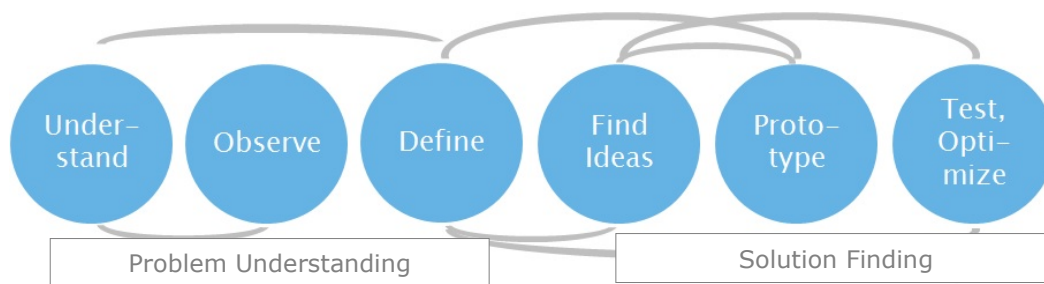 Under-
stand
Observe
Define
Find
Ideas
Proto-
type
Test,
Opti-
mize
Problem Understanding
Solution Finding